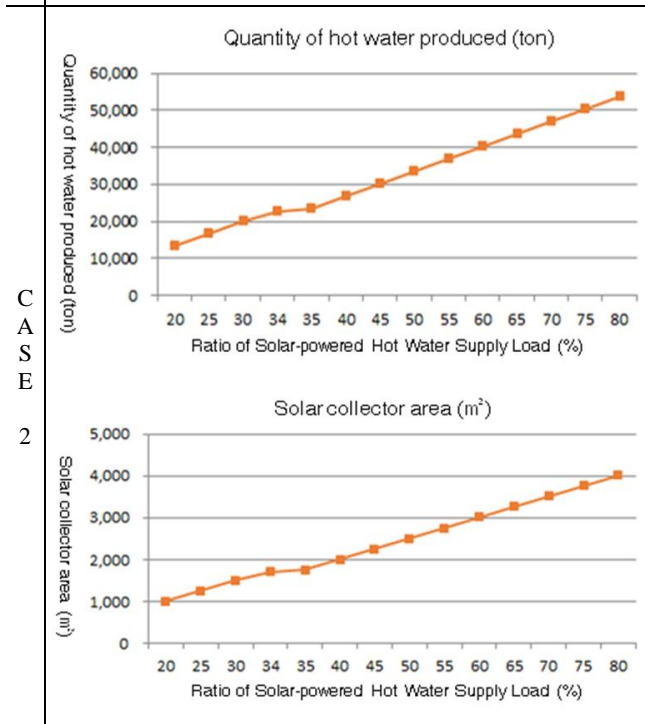 CASE 2
Quantity of hot water produced (ton)
Quantity of hot water produced (ton)
60,000
50,000
40,000
30,000
20,000
10,000
0
20 25 30 34 35 40 45 50 55 60 65 70 75 80
Ratio of Solar-powered Hot Water Supply Load (%)
Solar collector area (m²)
Solar collector area (m²)
5,000
4,000
3,000
2,000
1,000
0
20 25 30 34 35 40 45 50 55 60 65 70 75 80
Ratio of Solar-powered Hot Water Supply Load (%)